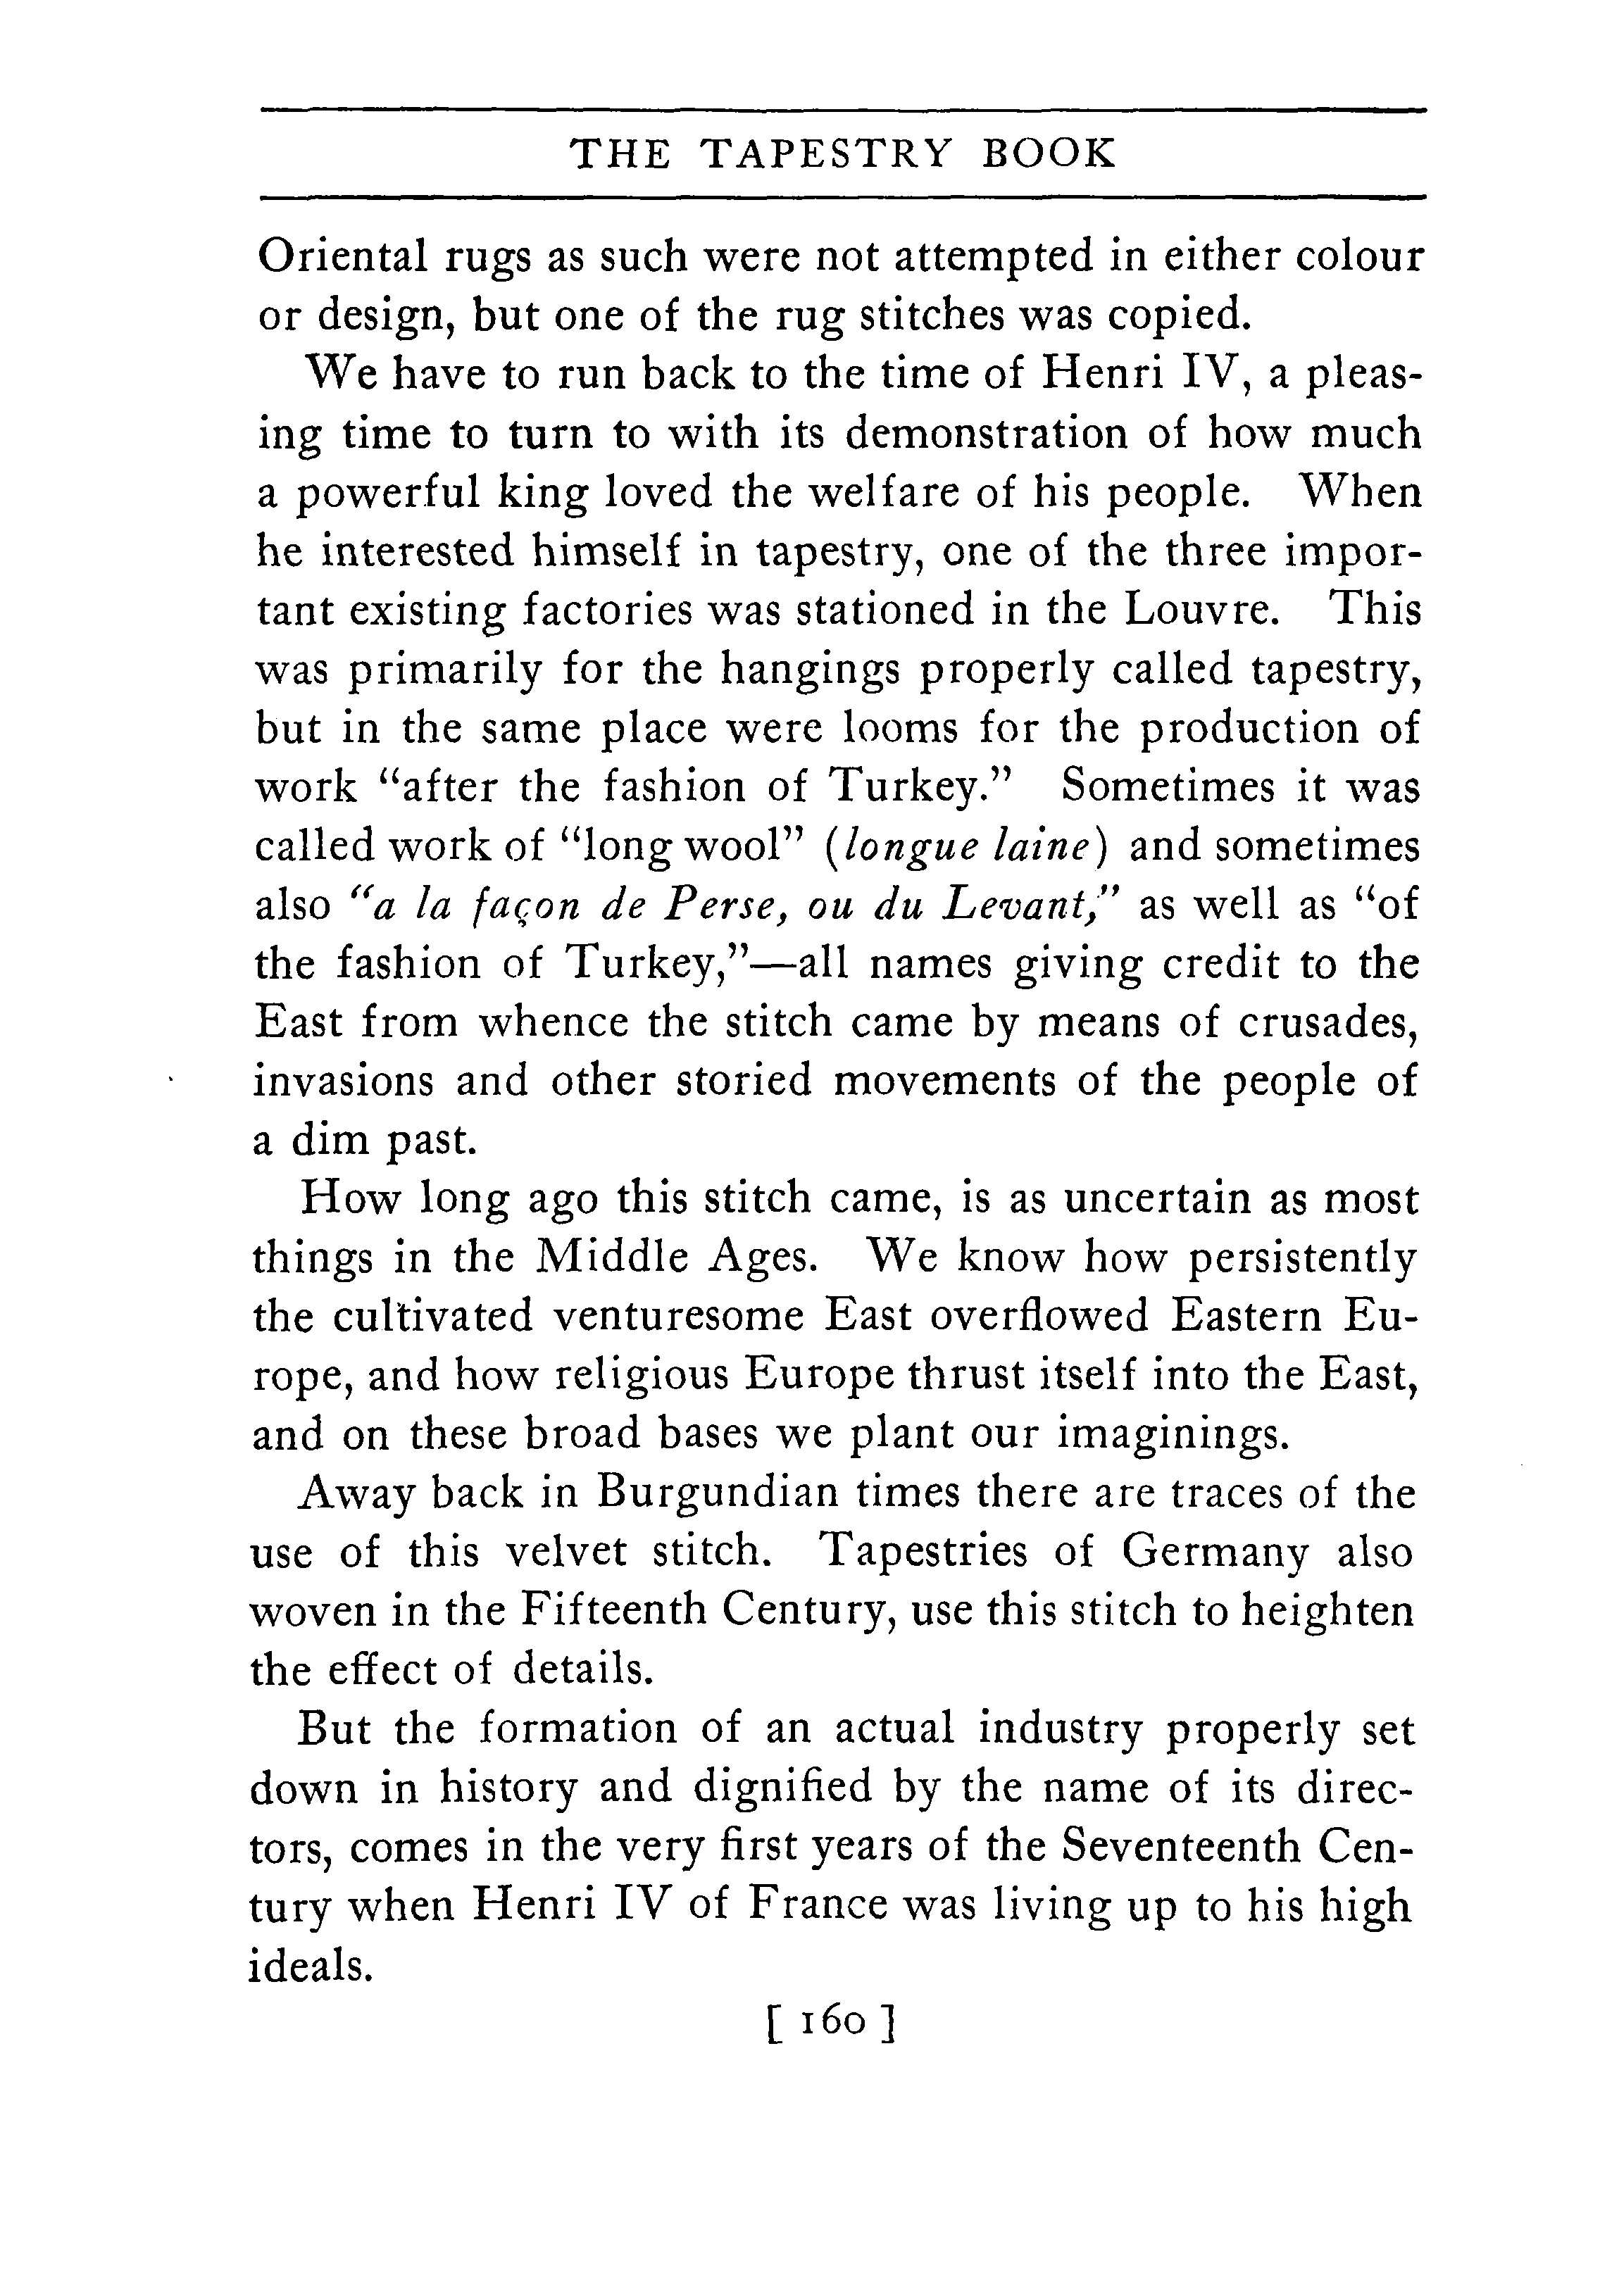 THE TAPESTRY BOOK
Oriental rugs as such were not attempted in either colour
or design, but one of the rug stitches was copied.
We have to run back to the time of Henri IV, a pleas-
ing time to turn to with its demonstration of how much
a powerful king loved the welfare of his people. When
he interested himself in tapestry, one of the three impor-
tant existing factories was stationed in the Louvre. This
was primarily for the hangings properly called tapestry,
but in the same place were looms for the production of
work “after the fashion of Turkey.” Sometimes it was
called work of “long wool” (longue laine) and sometimes
also “a la façon de Perse, ou du Levant,” as well as “of
the fashion of Turkey,”—all names giving credit to the
East from whence the stitch came by means of crusades,
invasions and other storied movements of the people of
a dim past.
How long ago this stitch came, is as uncertain as most
things in the Middle Ages. We know how persistently
the cultivated venturesome East overflowed Eastern Eu-
rope, and how religious Europe thrust itself into the East,
and on these broad bases we plant our imaginings.
Away back in Burgundian times there are traces of the
use of this velvet stitch. Tapestries of Germany also
woven in the Fifteenth Century, use this stitch to heighten
the effect of details.
But the formation of an actual industry properly set
down in history and dignified by the name of its direc-
tors, comes in the very first years of the Seventeenth Cen-
tury when Henri IV of France was living up to his high
ideals.
[ 160 ]